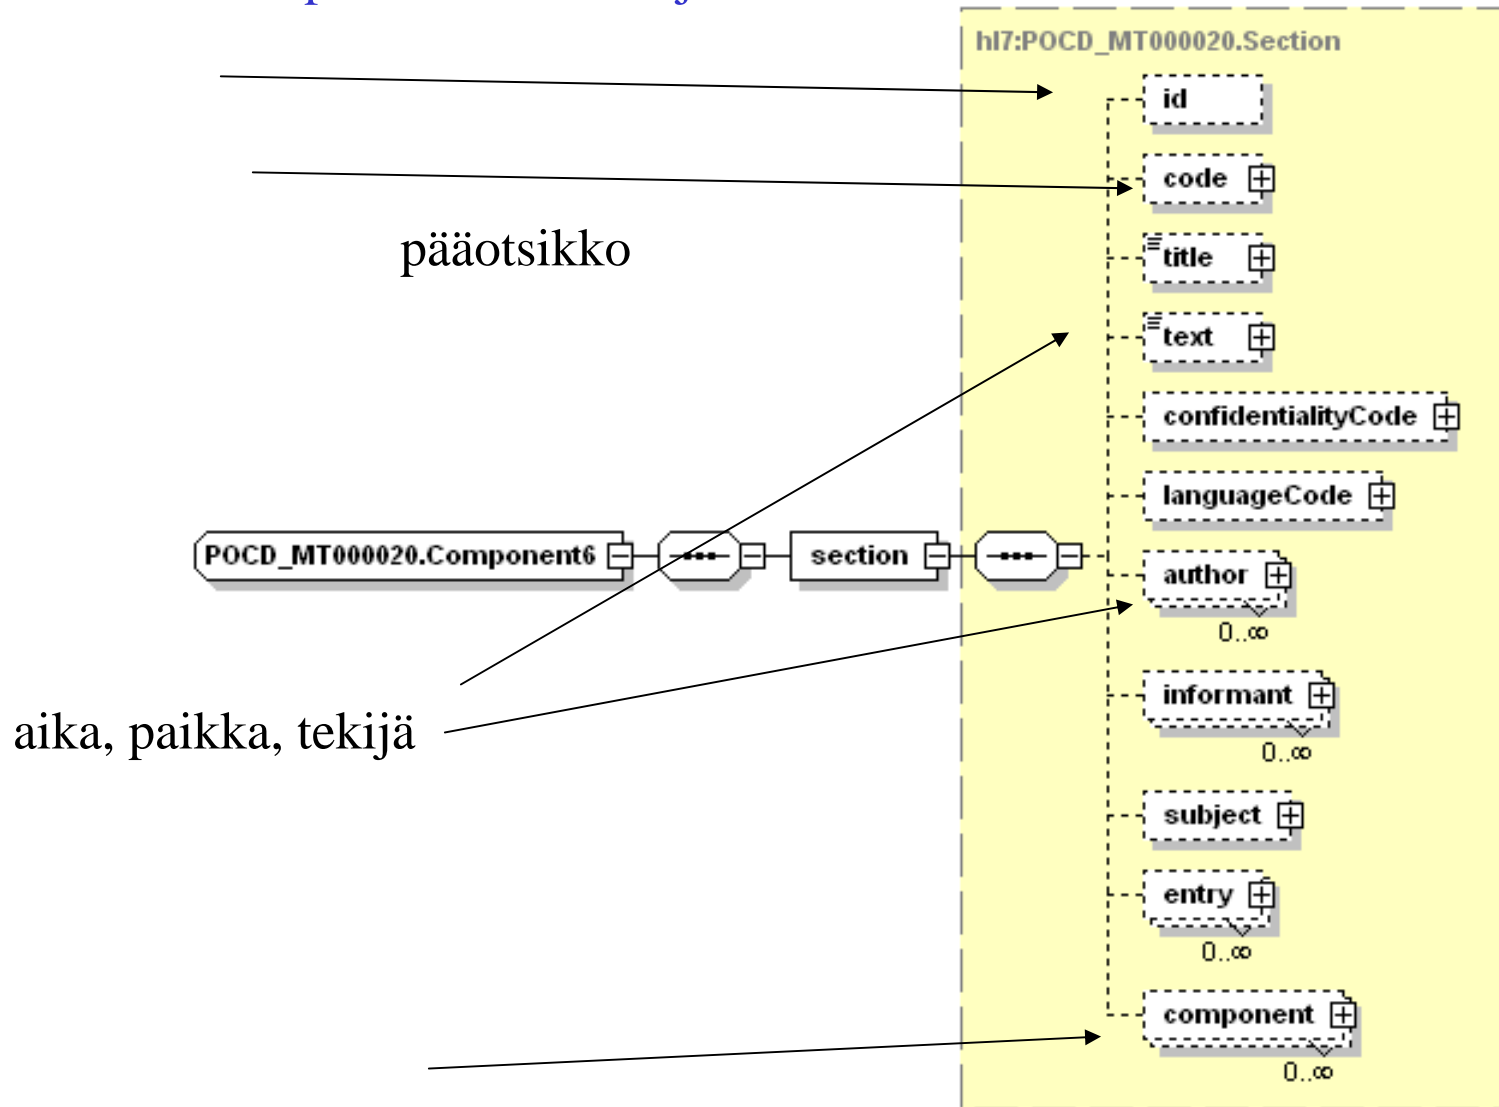 hl7:POCD_MT000020.Section
id
code
pääotsikko
title
text
confidentialityCode
languageCode
POCD_MT000020.Component6
section
author
0..∞
informant
0..∞
aika, paikka, tekijä
subject
entry
0..∞
component
0..∞